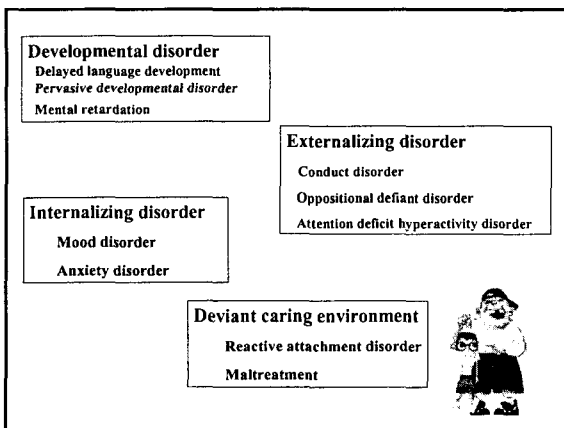 Developmental disorder
Delayed language development
Pervasive developmental disorder
Mental retardation
Externalizing disorder
Conduct disorder
Oppositional defiant disorder
Attention deficit hyperactivity disorder
Internalizing disorder
Mood disorder
Anxiety disorder
Deviant caring environment
Reactive attachment disorder
Maltreatment